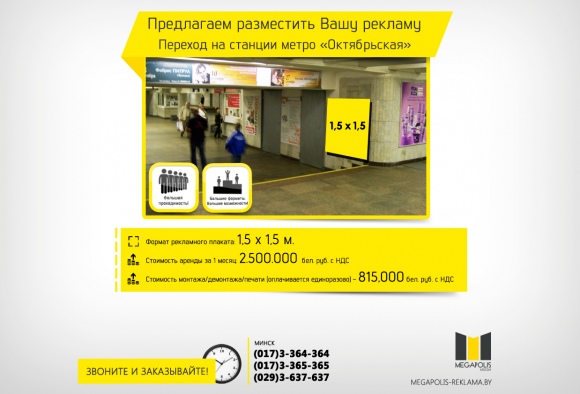 Предлагаем разместить Вашу рекламу
Переход на станции метро «Октябрьская»
1,5 х 1,5
большая
проходимость!
большие форматы,
большие возможности
Формат рекламного плаката: 1,5 х 1,5 м.
Стоимость аренды за 1 месяц: 2.500.000 бел. руб. с НДС
Стоимость монтажа/демонтажа/печати (оплачивается единоразово) - 815,000 бел. руб. с НДС
ЗВОНИТЕ И ЗАКАЗЫВАЙТЕ!
МИНСК
(017)3-364-364
(017)3-365-365
(029)3-637-637
MEGAPOLIS
MEGAPOLIS-REKLAMA.BY